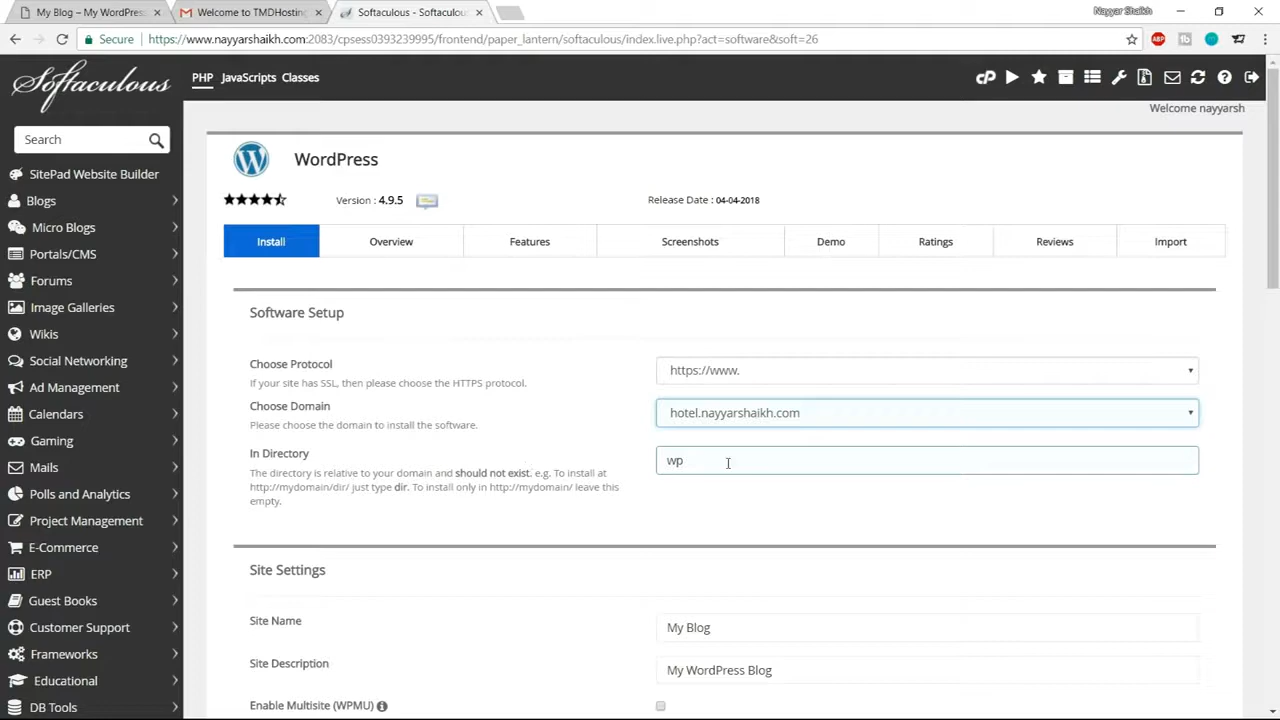 My Blog – My WordPress
Welcome to TMDHosting
Softaculous - Softaculou
Nayyar Shaikh
Secure
https://www.nayyarshaikh.com:2083/cpsess0393239995/frontend/paper_lantern/softaculous/index.live.php?act=software&soft=26
ABP
Softaculous
PHP
JavaScripts
Classes
Welcome nayyarsh
Search
SitePad Website Builder
Blogs
Micro Blogs
Portals/CMS
Forums
Image Galleries
Wikis
Social Networking
Ad Management
Calendars
Gaming
Mails
Polls and Analytics
Project Management
E-Commerce
ERP
Guest Books
Customer Support
Frameworks
Educational
DB Tools
WordPress
Version : 4.9.5
Release Date : 04-04-2018
Install
Overview
Features
Screenshots
Demo
Ratings
Reviews
Import
Software Setup
Choose Protocol
If your site has SSL, then please choose the HTTPS protocol.
https://www.
Choose Domain
Please choose the domain to install the software.
hotel.nayyarshaikh.com
In Directory
The directory is relative to your domain and should not exist. e.g. To install at
http://mydomain/dir/ just type dir. To install only in http://mydomain/ leave this
empty.
wp
Site Settings
Site Name
My Blog
Site Description
My WordPress Blog
Enable Multisite (WPMU)